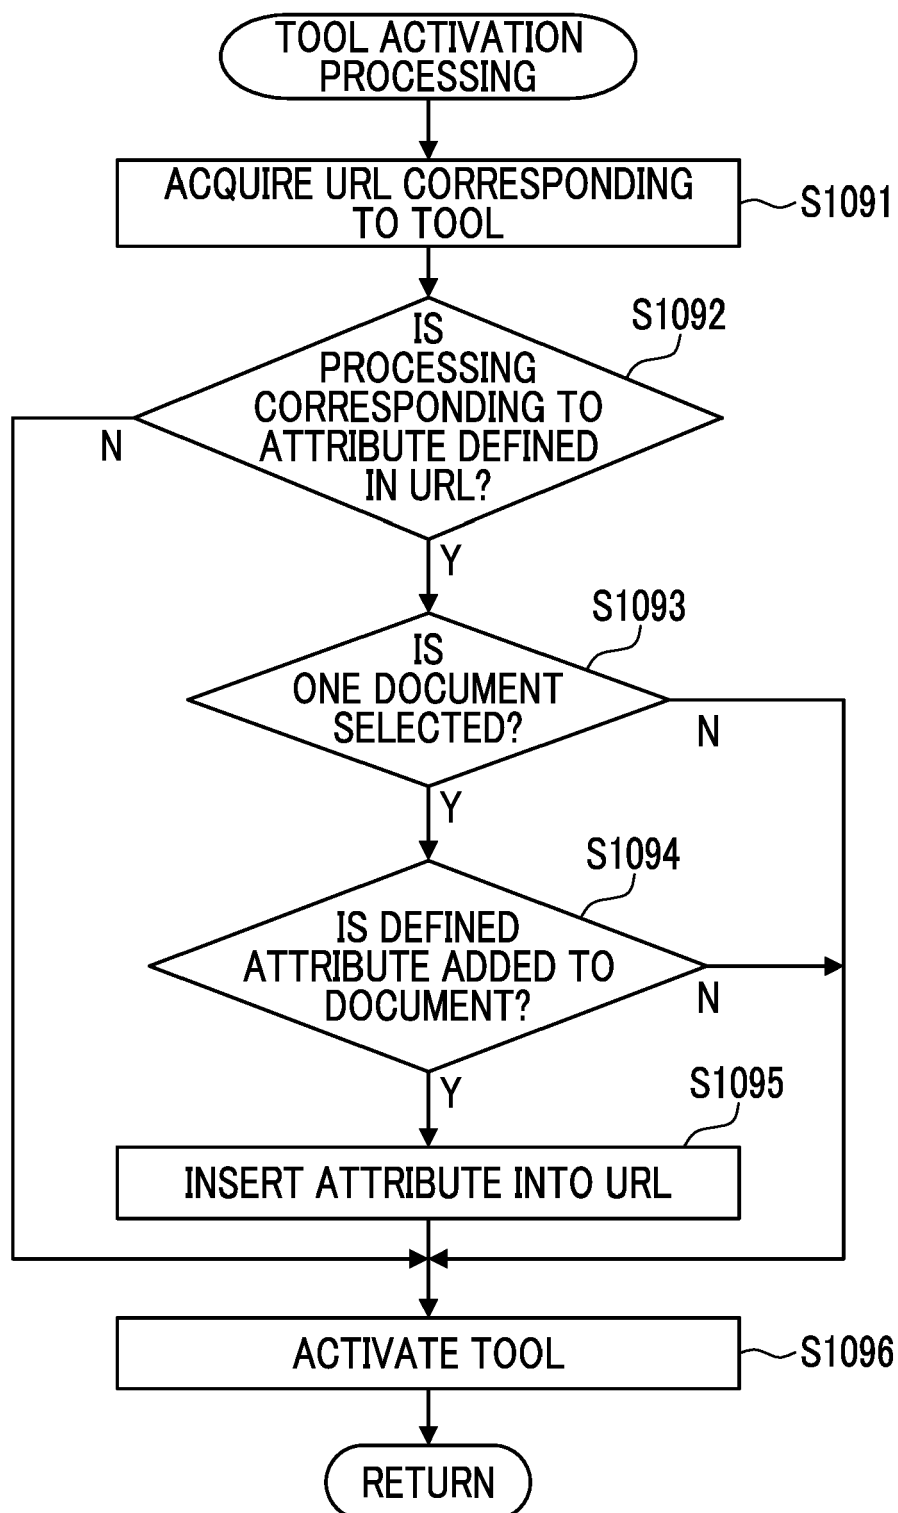 TOOL ACTIVATION
PROCESSING
ACQUIRE URL CORRESPONDING
TO TOOL
S1091
S1092
IS
PROCESSING
CORRESPONDING TO
ATTRIBUTE DEFINED
IN URL?
N
Y
S1093
IS
ONE DOCUMENT
SELECTED?
N
Y
S1094
IS DEFINED
ATTRIBUTE ADDED TO
DOCUMENT?
N
Y
S1095
INSERT ATTRIBUTE INTO URL
ACTIVATE TOOL
S1096
RETURN